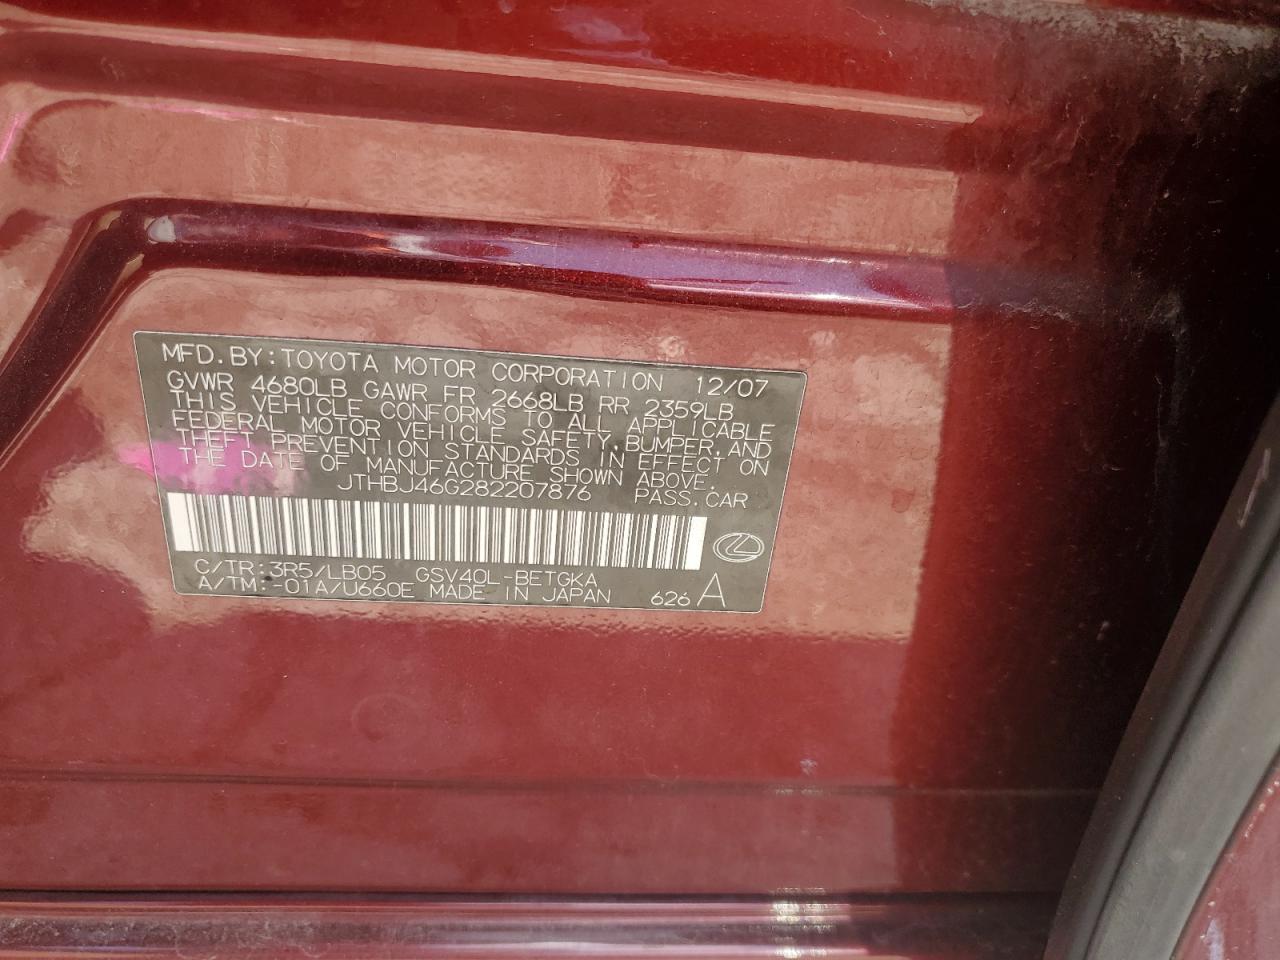 MFD.BY:TOYOTA MOTOR CORPORATION 12/07
GVWR 4680LB GAWR FR 2668LB RR 2359LB
THIS VEHICLE CONFORMS TO ALL APPLICABLE
FEDERAL MOTOR VEHICLE SAFETY,BUMPER,AND
THEFT PREVENTION STANDARDS IN EFFECT ON
THE DATE OF MANUFACTURE SHOWN ABOVE.
JTHBJ46G282207876 PASS.CAR
C/TR:3R5/LB05 GSV40L-BETGKA
A/TM:-01A/U660E MADE IN JAPAN 626 A